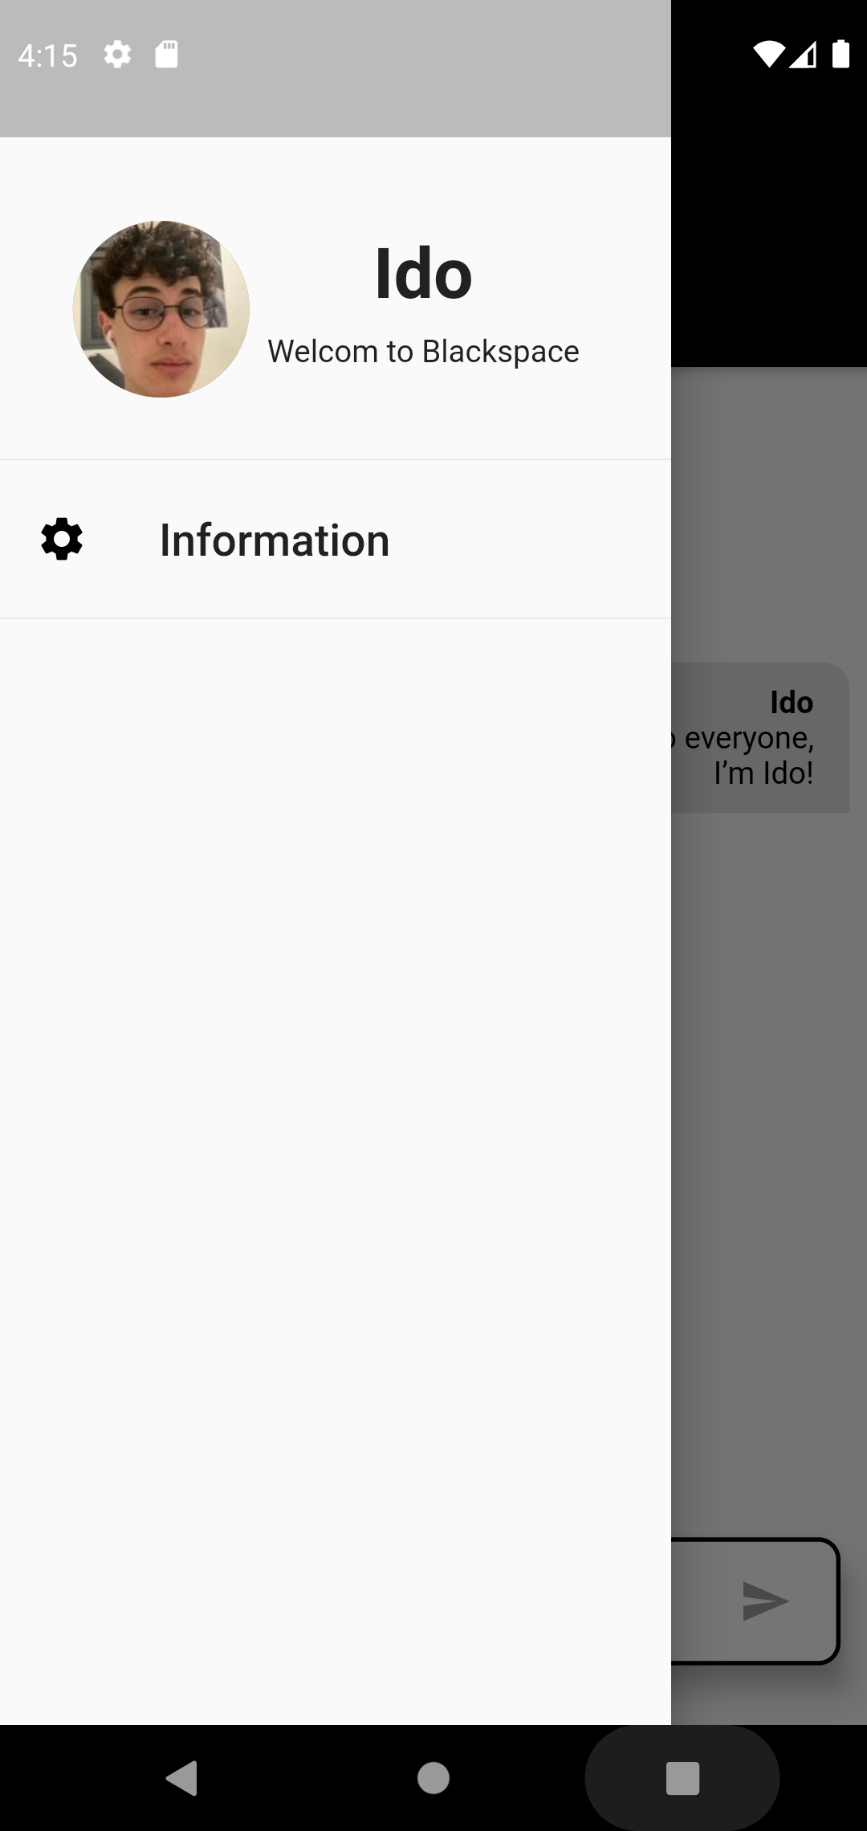 4:15
Ido
Welcom to Blackspace
Information
Ido
everyone,
I’m Ido!